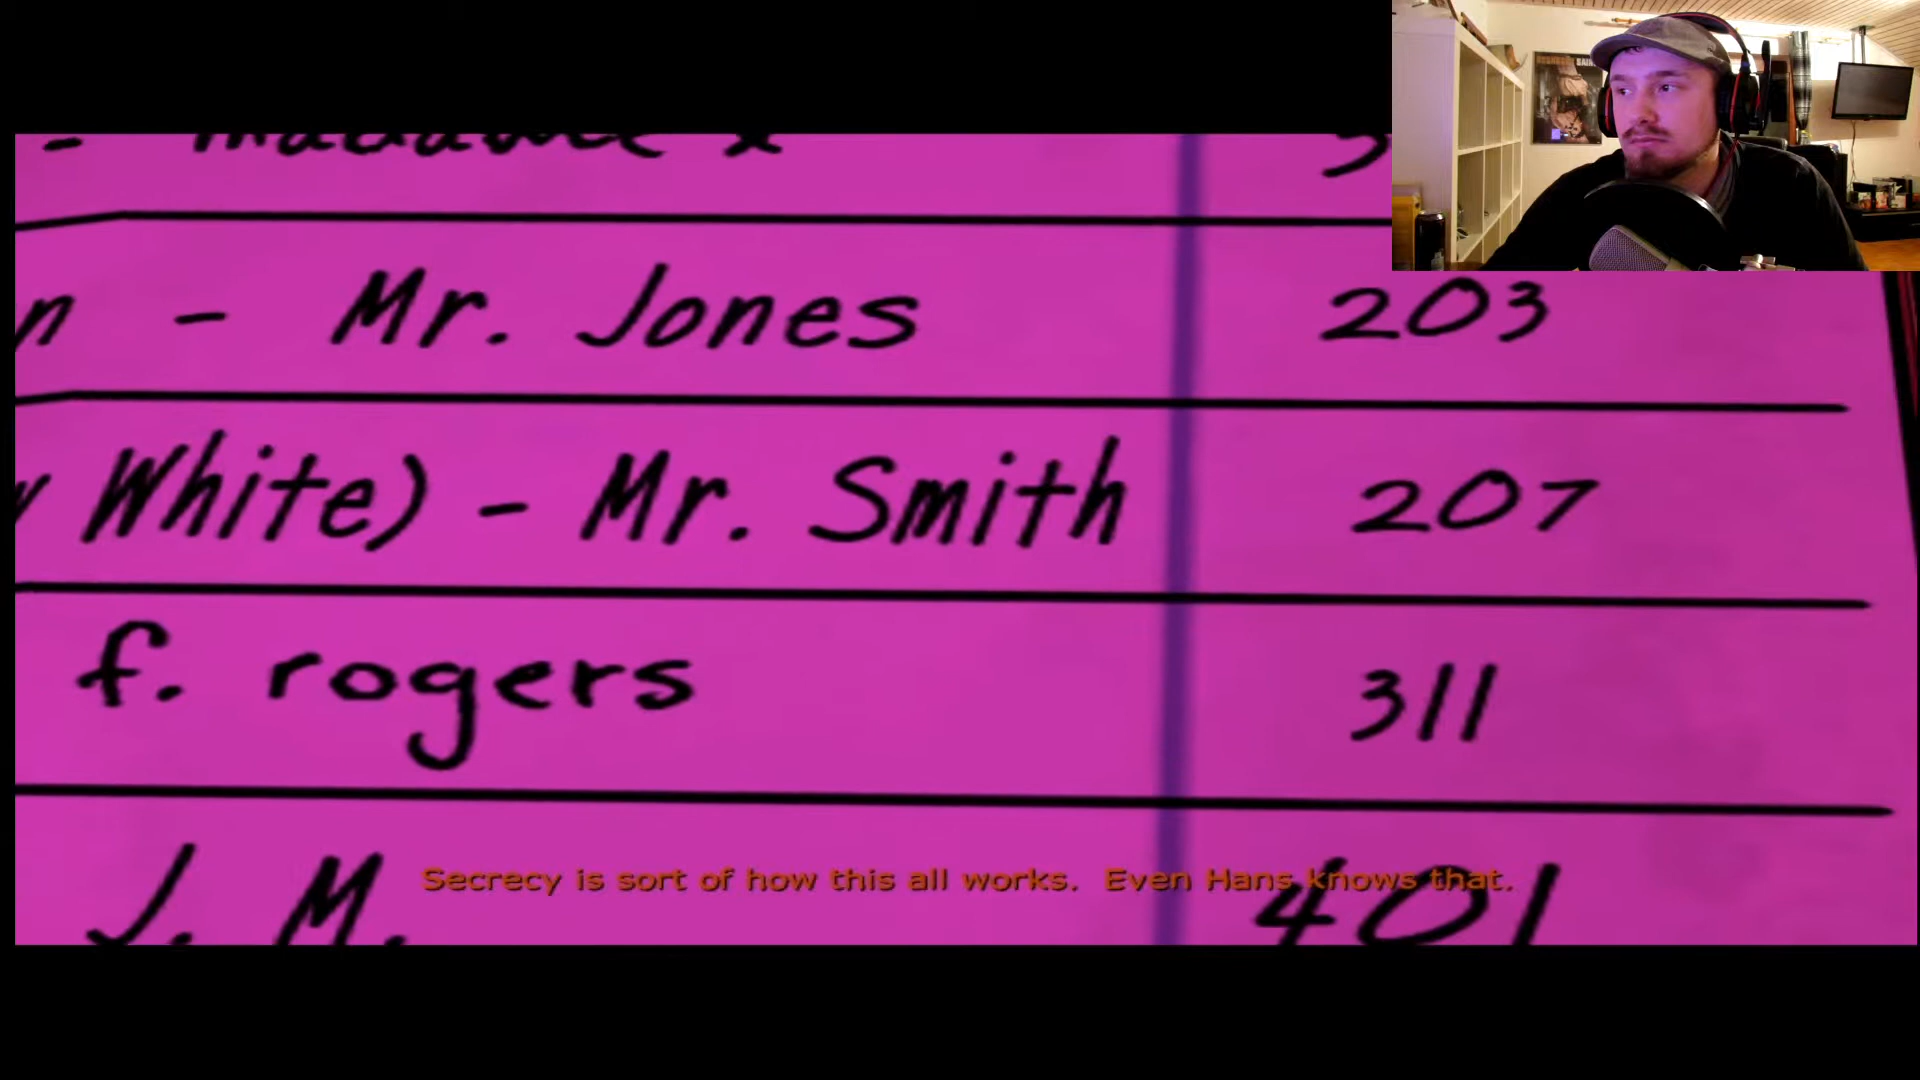 - madame x
n - Mr. Jones 203
White) - Mr. Smith 207
f. rogers 311
J. M. 401
Secrecy is sort of how this all works. Even Hans knows that.